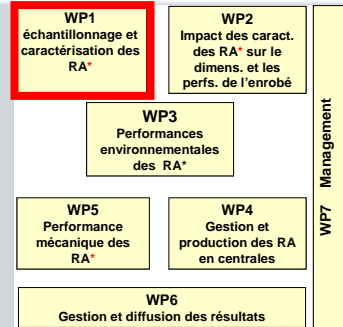 WP1
échantillonnage et
caractérisation des
RA*
WP2
Impact des caract.
des RA* sur le
dimens. et les
perfs. de l'enrobé
WP3
Performances
environnementales
des RA*
WP5
Performance
mécanique des
RA*
WP4
Gestion et
production des RA
en centrales
WP6
Gestion et diffusion des résultats
WP7 Management